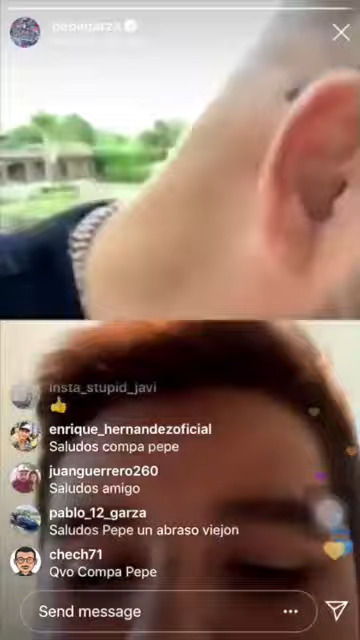 pepegarza
insta_stupid_javi
👍
enrique_hernandezoficial
Saludos compa pepe
juanguerrero260
Saludos amigo
pablo_12_garza
Saludos Pepe un abraso viejon
chech71
Qvo Compa Pepe
Send message